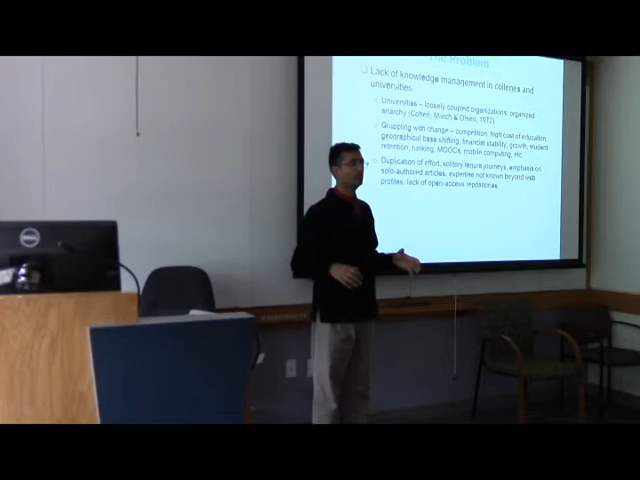 The Problem
Lack of knowledge management in colleges and
universities
Universities – loosely coupled organizations, organized
anarchy (Cohen, March & Olsen, 1972)
Grappling with change – competition, high cost of education,
geographical base shifting, financial stability, growth, student
retention, ranking, MOOCs, mobile computing, etc.
Duplication of effort, solitary tenure journeys, emphasis on
solo-authored articles, expertise not known beyond web
profiles, lack of open-access repositories
DELL